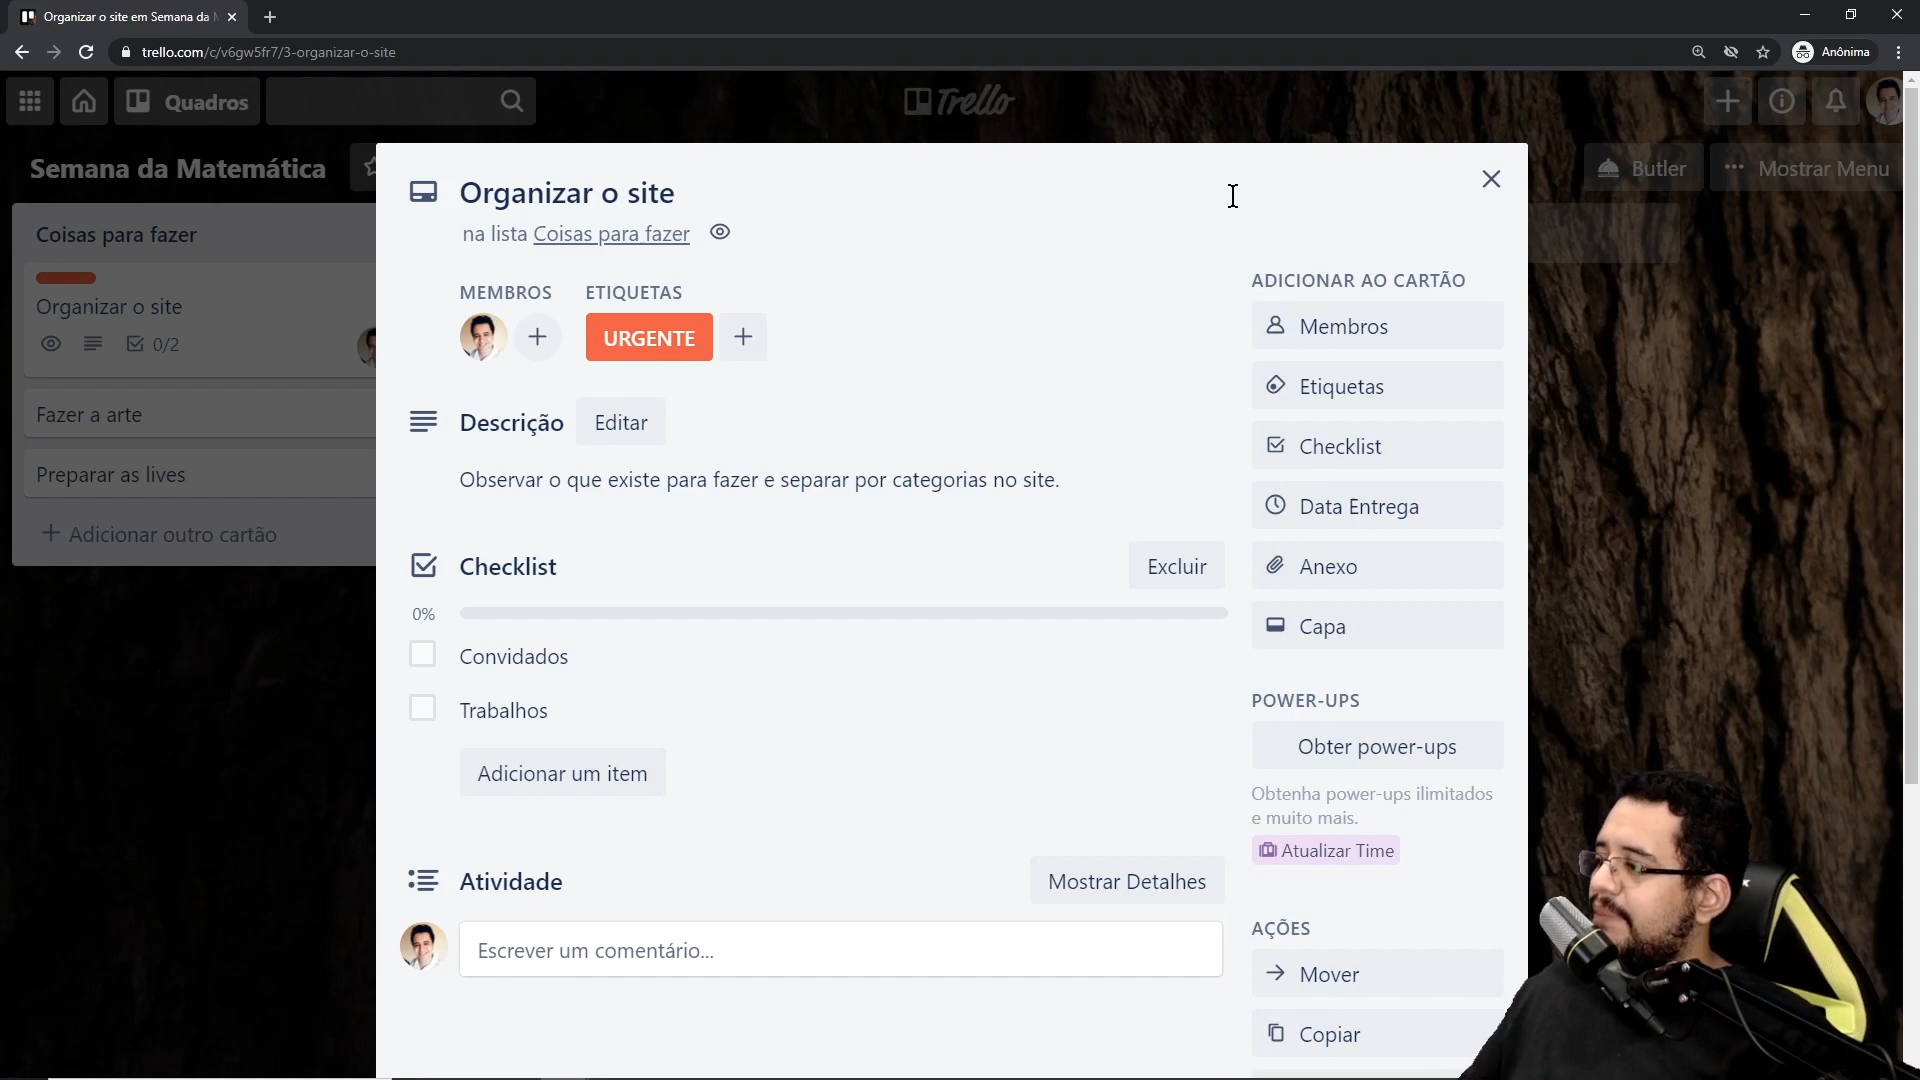 Organizar o site em Semana da M
trello.com/c/v6gw5fr7/3-organizar-o-site
Anônima
Quadros
Trello
Semana da Matemática
Butler
Mostrar Menu
Coisas para fazer
Organizar o site
0/2
Fazer a arte
Preparar as lives
Adicionar outro cartão
Organizar o site
na lista Coisas para fazer
MEMBROS
ETIQUETAS
URGENTE
Descrição
Editar
Observar o que existe para fazer e separar por categorias no site.
Checklist
Excluir
0%
Convidados
Trabalhos
Adicionar um item
Atividade
Mostrar Detalhes
Escrever um comentário...
ADICIONAR AO CARTÃO
Membros
Etiquetas
Checklist
Data Entrega
Anexo
Capa
POWER-UPS
Obter power-ups
Obtenha power-ups ilimitados
e muito mais.
Atualizar Time
AÇÕES
Mover
Copiar